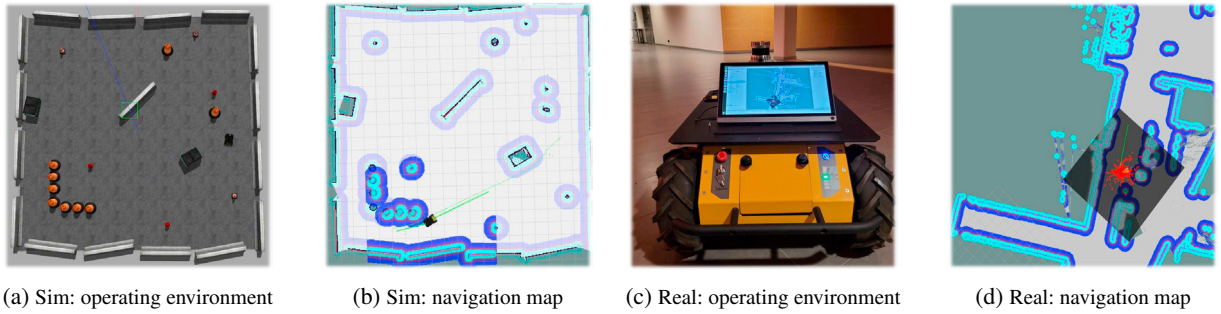 (a) Sim: operating environment
(b) Sim: navigation map
(c) Real: operating environment
(d) Real: navigation map